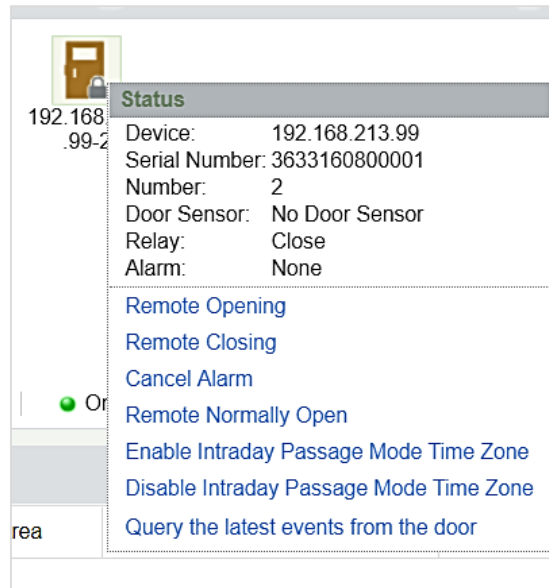 192.168
.99-2
Status
Device: 192.168.213.99
Serial Number: 3633160800001
Number: 2
Door Sensor: No Door Sensor
Relay: Close
Alarm: None
Remote Opening
Remote Closing
Cancel Alarm
Remote Normally Open
Enable Intraday Passage Mode Time Zone
Disable Intraday Passage Mode Time Zone
Query the latest events from the door
rea